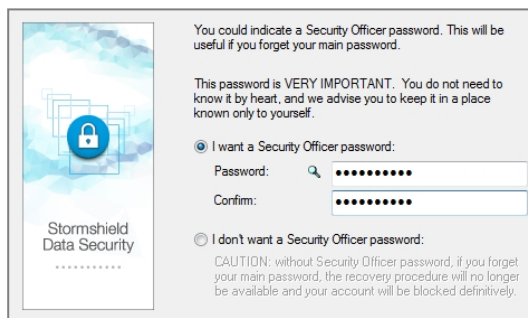 You could indicate a Security Officer password. This will be
useful if you forget your main password.
This password is VERY IMPORTANT. You do not need to
know it by heart, and we advise you to keep it in a place
known only to yourself.
I want a Security Officer password:
Password: ••••••••••
Confirm: ••••••••••
Stormshield
Data Security
I don't want a Security Officer password:
CAUTION: without Security Officer password, if you forget
your main password, the recovery procedure will no longer
be available and your account will be blocked definitively.